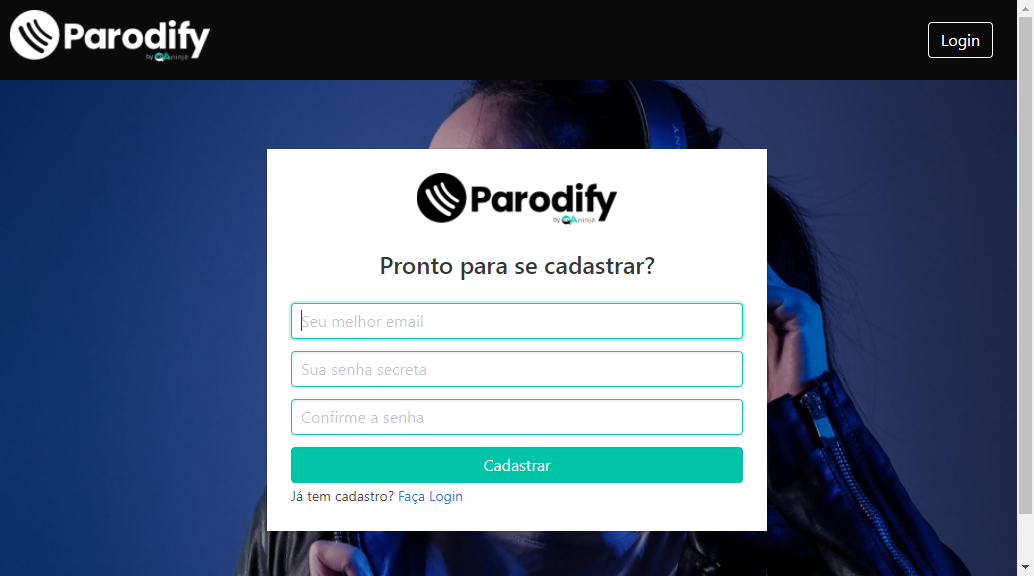 Parodify
by QAninja
Login
Parodify
by QAninja
Pronto para se cadastrar?
Seu melhor email
Sua senha secreta
Confirme a senha
Cadastrar
Já tem cadastro? Faça Login